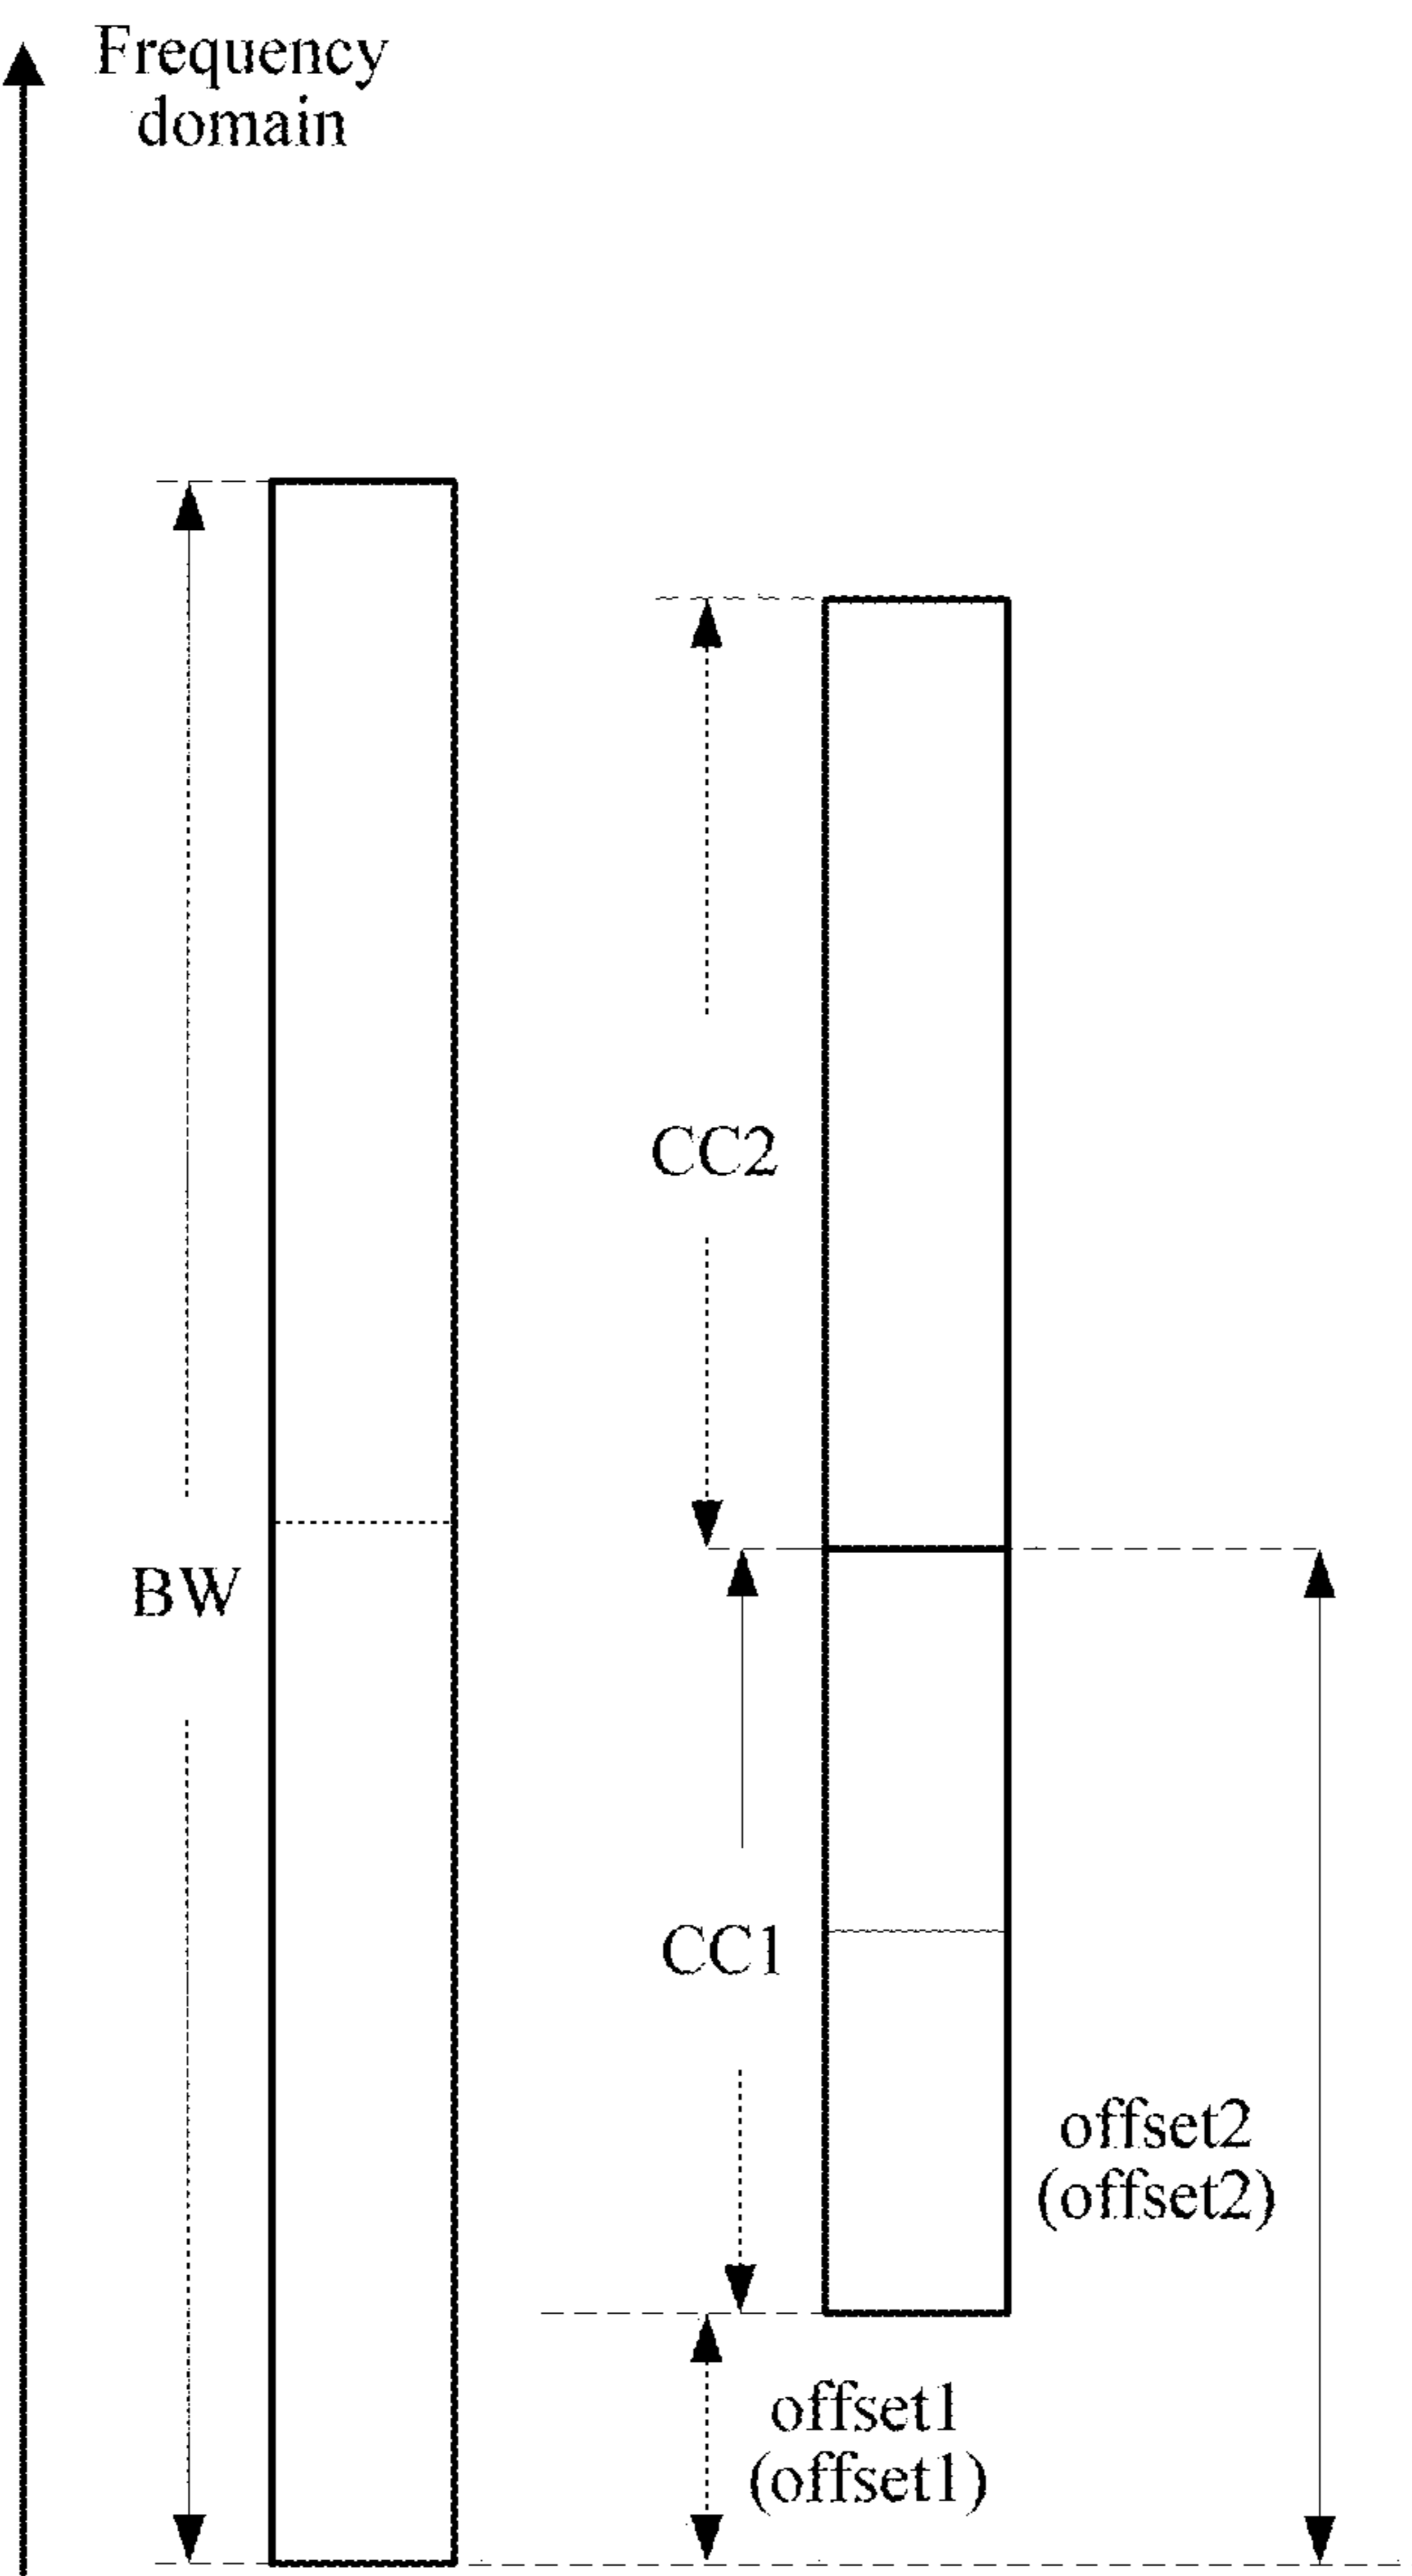 Frequency
domain
CC2
BW
CC1
offset2
(offset2)
offset1
(offset1)